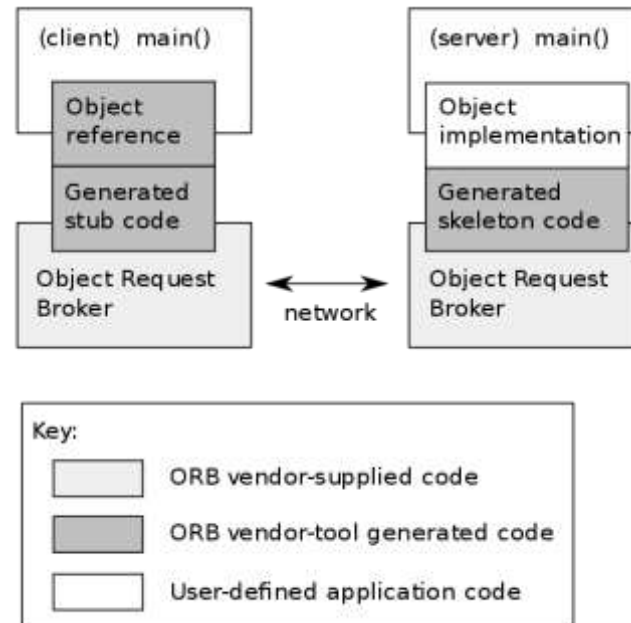 (client) main()
Object
reference
Generated
stub code
Object Request
Broker
network
(server) main()
Object
implementation
Generated
skeleton code
Object Request
Broker
Key:
ORB vendor-supplied code
ORB vendor-tool generated code
User-defined application code